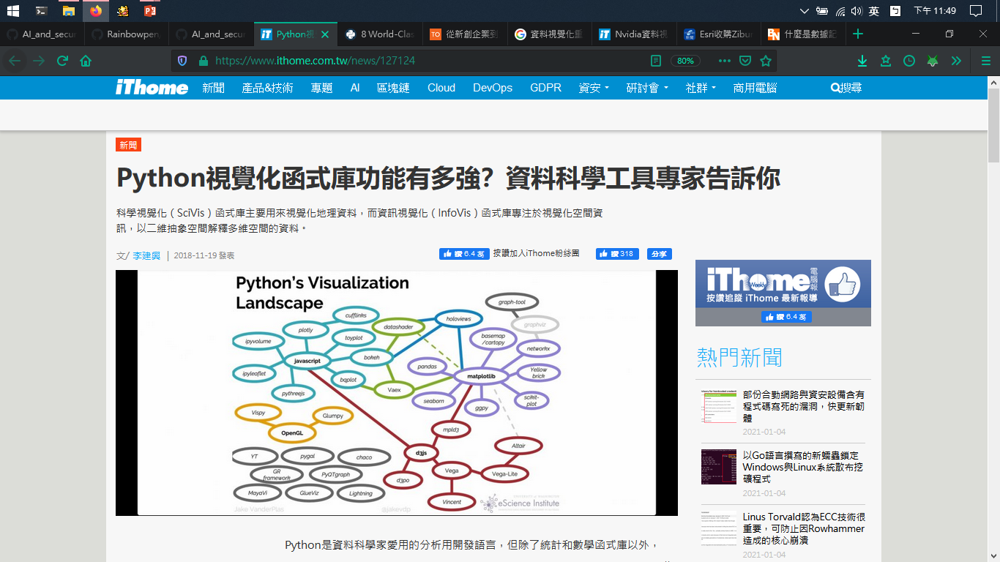 英
下午 11:49
AI_and_secu
Rainbowpen
AI_and_secu
Python視
8 World-Clas
從新創企業到
資料視覺化重
Nvidia資料視
Esri收購Zibu
什麼是數據記
https://www.ithome.com.tw/news/127124
80%
iThome
新聞
產品&技術
專題
AI
區塊鏈
Cloud
DevOps
GDPR
資安
研討會
社群
商用電腦
搜尋
新聞
Python視覺化函式庫功能有多強？資料科學工具專家告訴你
科學視覺化（SciVis）函式庫主要用來視覺化地理資料，而資訊視覺化（InfoVis）函式庫專注於視覺化空間資
訊，以二維抽象空間解釋多維空間的資料。
文/ 李建興 | 2018-11-19 發表
讚 6.4 萬 按讚加入iThome粉絲團
讚 318
分享
Python's Visualization
Landscape
cufflinks
plotly
toyplot
ipyvolume
javascript
bokeh
ipyleaflet
bqplot
pythreejs
datashader
holoviews
Vaex
graph-tool
graphviz
basemap
/cartopy
networkx
pandas
matplotlib
Yellow
brick
seaborn
ggpy
scikit-
plot
Vispy
Glumpy
OpenGL
mpld3
d3js
Altair
d3po
Vega
Vega-Lite
Vincent
YT
pygal
chaco
GR
framework
PyQTgraph
MayaVi
GlueViz
Lightning
Jake VanderPlas
@jakevdp
UNIVERSITY of WASHINGTON
eScience Institute
Python是資料科學家愛用的分析用開發語言，但除了統計和數學函式庫以外，
iThome
Weekly
電腦報
按讚追蹤 iThome 最新報導
讚 6.4 萬
熱門新聞
部份合勤網路與資安設備含有
程式碼寫死的漏洞，快更新韌
體
2021-01-04
以Go語言撰寫的新蠕蟲鎖定
Windows與Linux系統散布挖
礦程式
2021-01-04
Linus Torvald認為ECC技術很
重要，可防止因Rowhammer
造成的核心崩潰
2021-01-04